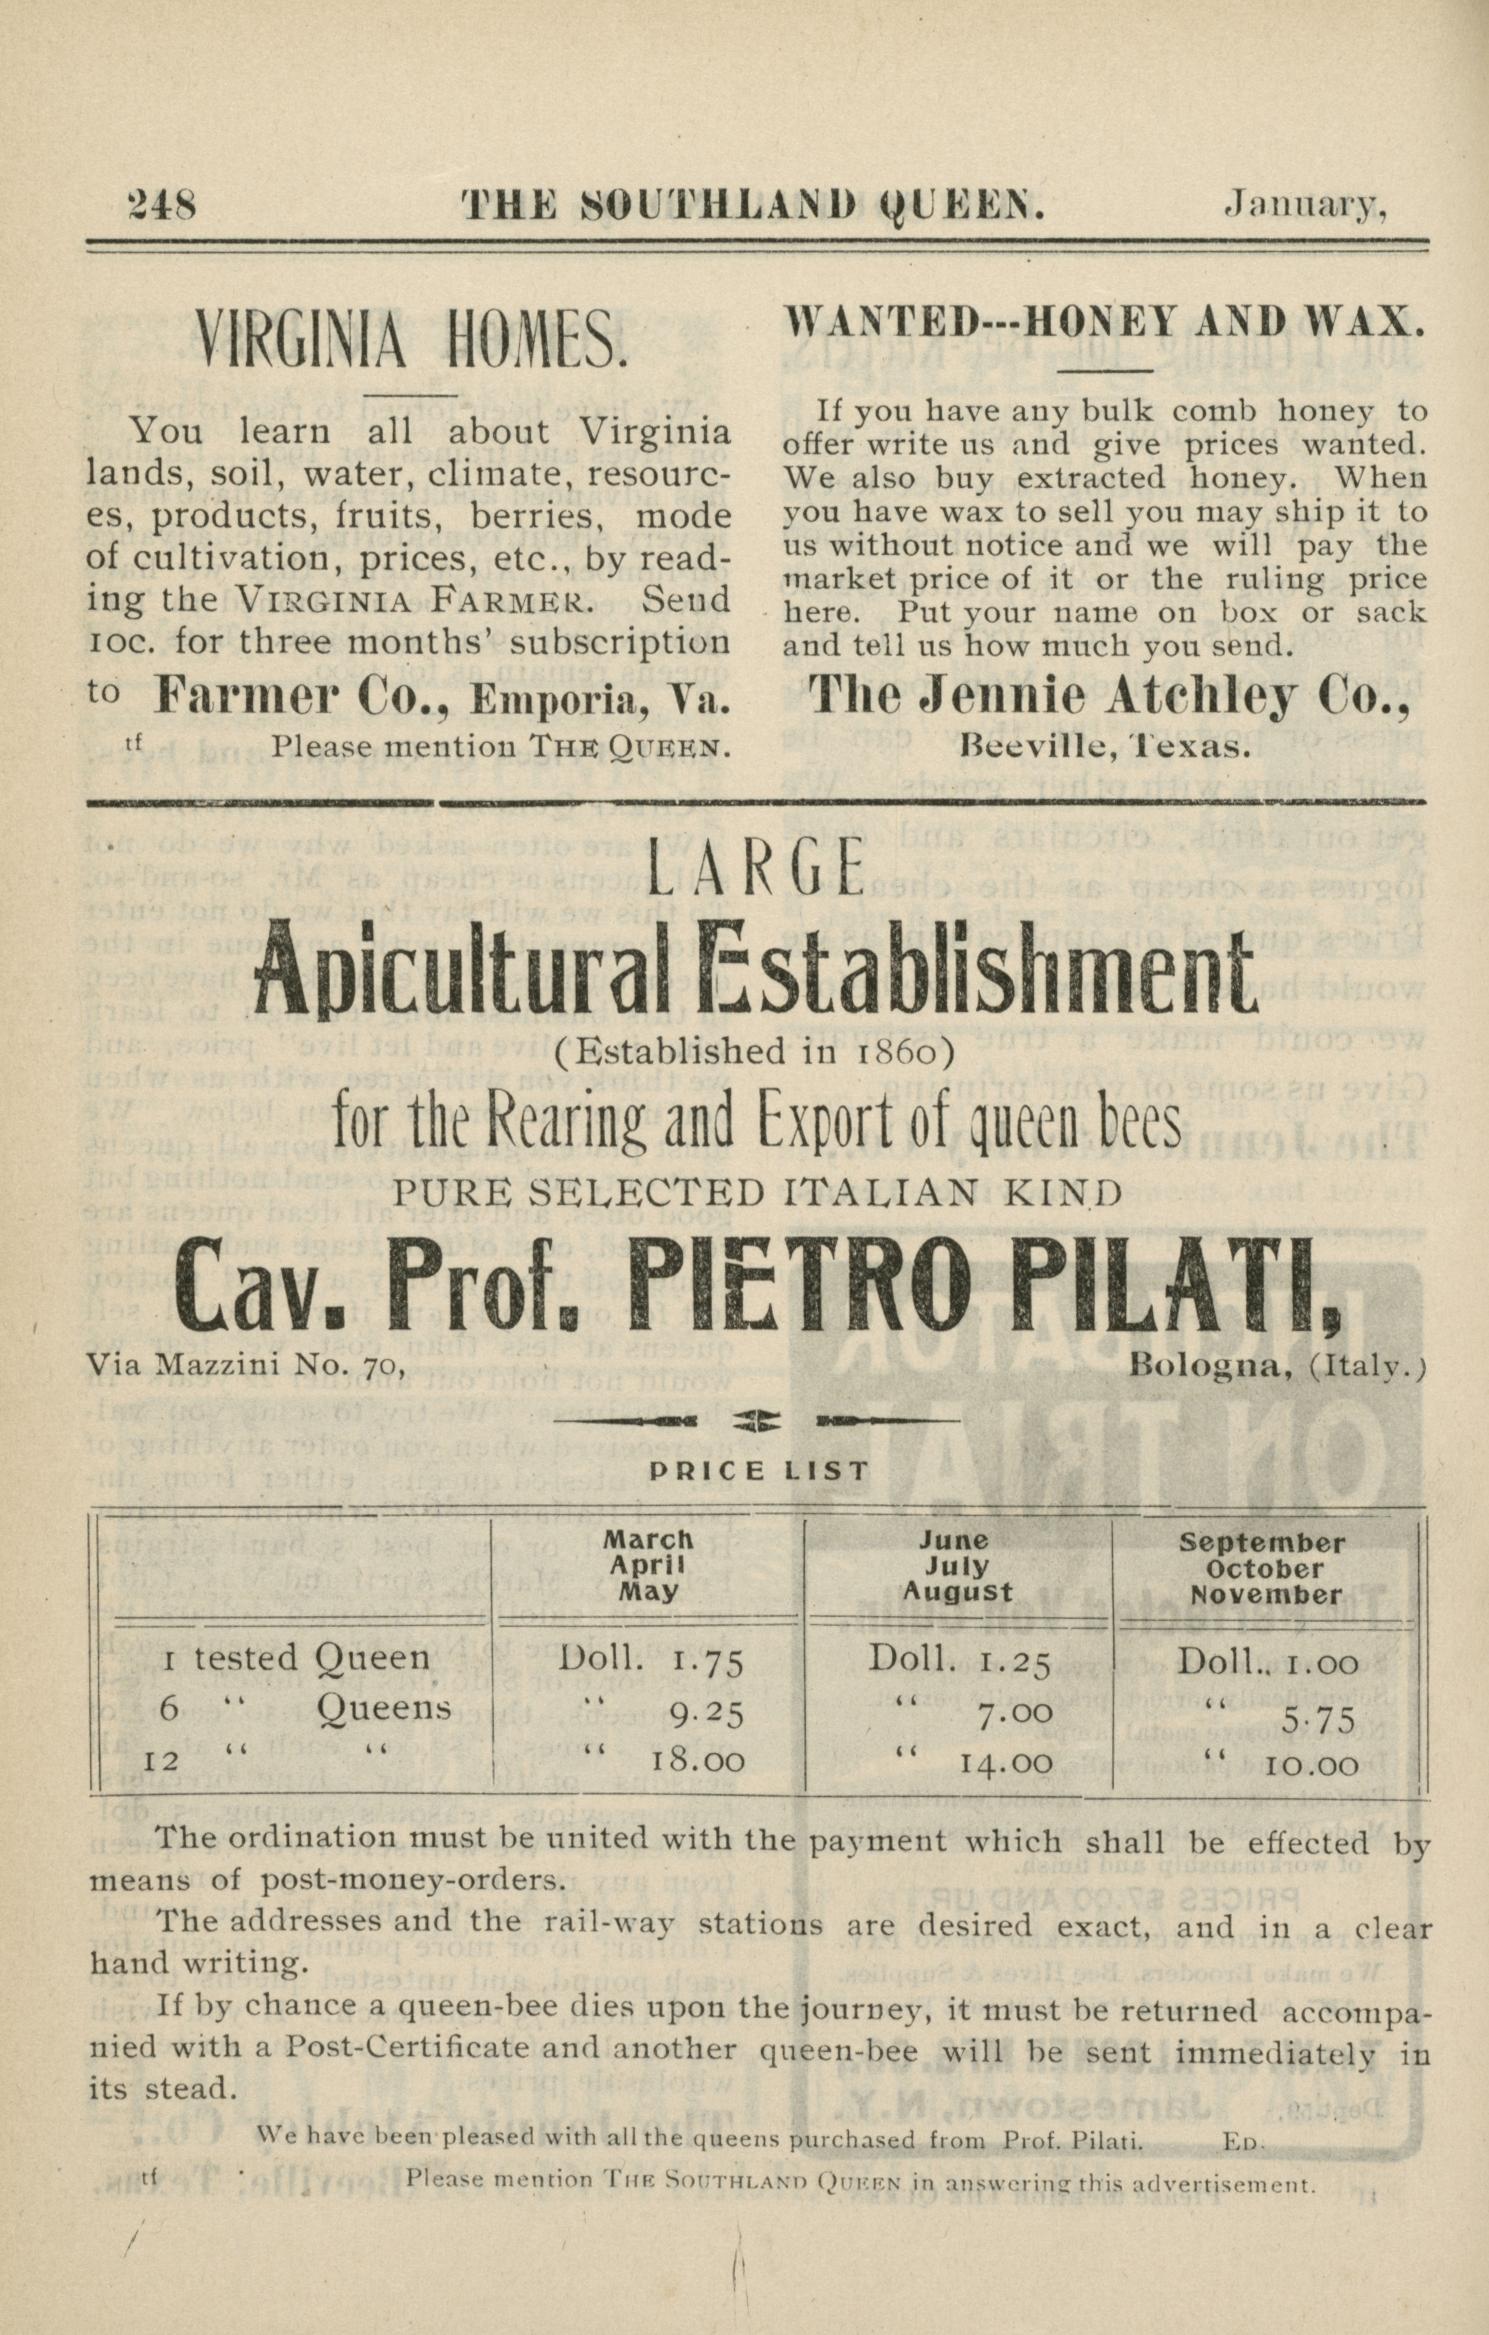 248 THE SOUTHLAND QUEEN. January,
VIRGINIA HOMES.
You learn all about Virginia
lands, soil, water, climate, resourc-
es, products, fruits, berries, mode
of cultivation, prices, etc., by read-
ing the VIRGINIA FARMER. Send
10c. for three months' subscription
to Farmer Co., Emporia, Va.
tf Please mention THE QUEEN.
WANTED---HONEY AND WAX.
If you have any bulk comb honey to
offer write us and give prices wanted.
We also buy extracted honey. When
you have wax to sell you may ship it to
us without notice and we will pay the
market price of it or the ruling price
here. Put your name on box or sack
and tell us how much you send.
The Jennie Atchley Co.,
Beeville, Texas.
LARGE
Apicultural Establishment
(Established in 1860)
for the Rearing and Export of queen bees
PURE SELECTED ITALIAN KIND
Cav. Prof. PIETRO PILATI,
Via Mazzini No. 70, Bologna, (Italy.)
PRICE LIST
March June September
April July October
May August November
1 tested Queen Doll. 1.75 Doll. 1.25 Doll.. 1.00
6 " Queens " 9.25 " 7.00 " 5.75
12 " " " 18.00 " 14.00 " 10.00
The ordination must be united with the payment which shall be effected by
means of post-money-orders.
The addresses and the rail-way stations are desired exact, and in a clear
hand writing.
If by chance a queen-bee dies upon the journey, it must be returned accompa-
nied with a Post-Certificate and another queen-bee will be sent immediately in
its stead.
We have been pleased with all the queens purchased from Prof. Pilati. ED.
tf Please mention THE SOUTHLAND QUEEN in answering this advertisement.